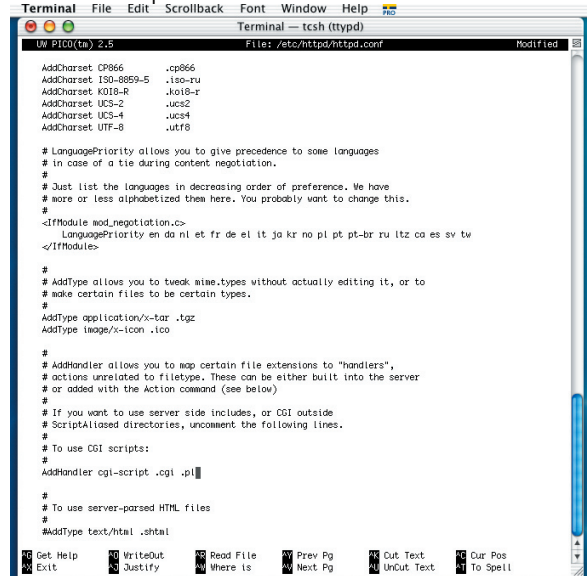 Terminal File Edit Scrollback Font Window Help PRO
Terminal — tcsh (ttypd)
UW PICO(tm) 2.5 File: /etc/httpd/httpd.conf Modified
AddCharset CP866 .cp866
AddCharset ISO-8859-5 .iso-ru
AddCharset KOI8-R .koi8-r
AddCharset UCS-2 .ucs2
AddCharset UCS-4 .ucs4
AddCharset UTF-8 .utf8
# LanguagePriority allows you to give precedence to some languages
# in case of a tie during content negotiation.
#
# Just list the languages in decreasing order of preference. We have
# more or less alphabetized them here. You probably want to change this.
#
<IfModule mod_negotiation.c>
LanguagePriority en da nl et fr de el it ja kr no pl pt pt-br ru ltz ca es sv tw
</IfModule>
#
# AddType allows you to tweak mime.types without actually editing it, or to
# make certain files to be certain types.
#
AddType application/x-tar .tgz
AddType image/x-icon .ico
#
# AddHandler allows you to map certain file extensions to "handlers",
# actions unrelated to filetype. These can be either built into the server
# or added with the Action command (see below)
#
# If you want to use server side includes, or CGI outside
# ScriptAliased directories, uncomment the following lines.
#
# To use CGI scripts:
#
AddHandler cgi-script .cgi .pl
#
# To use server-parsed HTML files
#
#AddType text/html .shtml
^G Get Help ^O WriteOut ^R Read File ^Y Prev Pg ^K Cut Text ^C Cur Pos
^X Exit ^J Justify ^W Where is ^V Next Pg ^U UnCut Text ^T To Spell